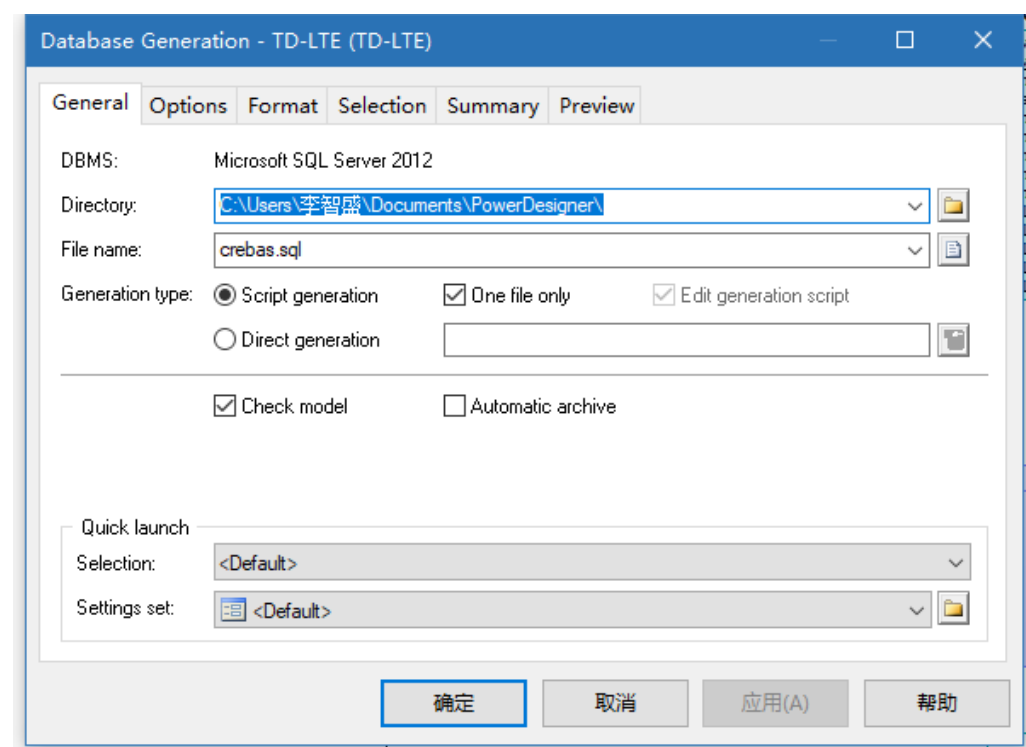 Database Generation - TD-LTE (TD-LTE)
General Options Format Selection Summary Preview
DBMS: Microsoft SQL Server 2012
Directory: C:\Users\李智盛\Documents\PowerDesigner\
File name: crebas.sql
Generation type: Script generation One file only Edit generation script
Direct generation
Check model Automatic archive
Quick launch
Selection: <Default>
Settings set: <Default>
确定 取消 应用(A) 帮助